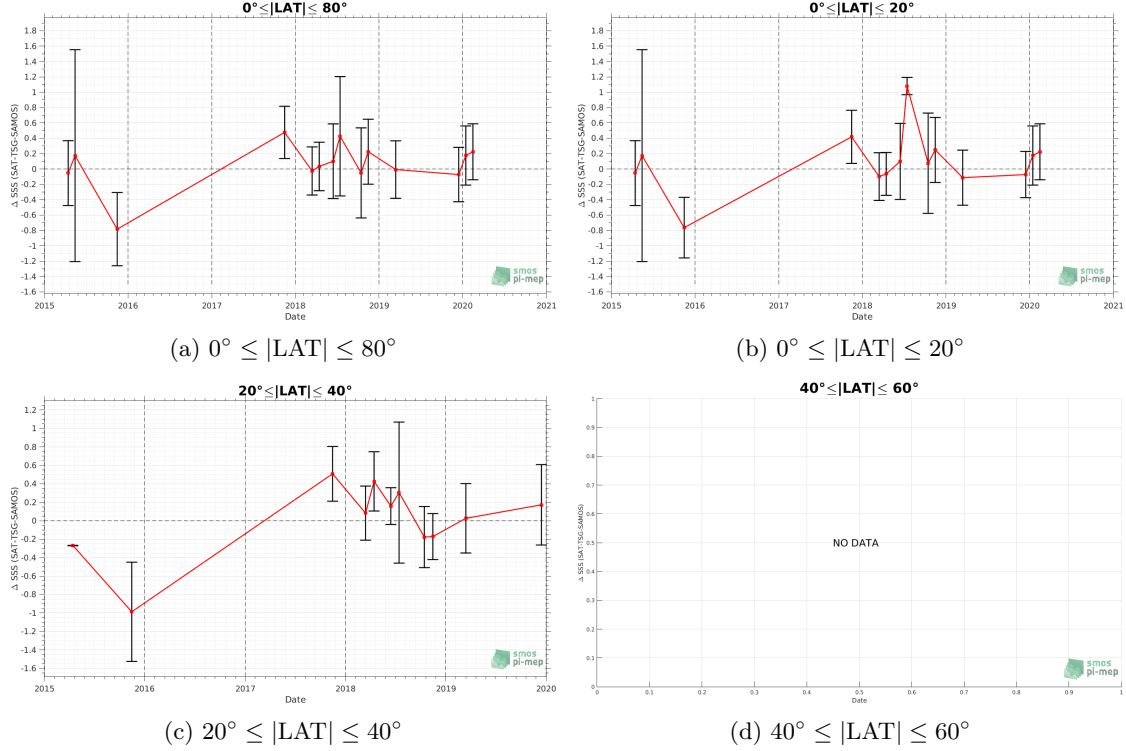 0°≤|LAT|≤ 80°
Δ SSS (SAT-TSG-SAMOS)
1.8
1.6
1.4
1.2
1
0.8
0.6
0.4
0.2
0
-0.2
-0.4
-0.6
-0.8
-1
-1.2
-1.4
-1.6
2015 2016 2017 2018 2019 2020 2021
Date
smos
pi-mep
(a) 0° ≤ |LAT| ≤ 80°
0°≤|LAT|≤ 20°
Δ SSS (SAT-TSG-SAMOS)
1.8
1.6
1.4
1.2
1
0.8
0.6
0.4
0.2
0
-0.2
-0.4
-0.6
-0.8
-1
-1.2
-1.4
-1.6
2015 2016 2017 2018 2019 2020 2021
Date
smos
pi-mep
(b) 0° ≤ |LAT| ≤ 20°
20°≤|LAT|≤ 40°
Δ SSS (SAT-TSG-SAMOS)
1.2
1
0.8
0.6
0.4
0.2
0
-0.2
-0.4
-0.6
-0.8
-1
-1.2
-1.4
-1.6
2015 2016 2017 2018 2019 2020
Date
smos
pi-mep
(c) 20° ≤ |LAT| ≤ 40°
40°≤|LAT|≤ 60°
Δ SSS (SAT-TSG-SAMOS)
1
0.9
0.8
0.7
0.6
0.5
0.4
0.3
0.2
0.1
0
NO DATA
0 0.1 0.2 0.3 0.4 0.5 0.6 0.7 0.8 0.9 1
Date
smos
pi-mep
(d) 40° ≤ |LAT| ≤ 60°